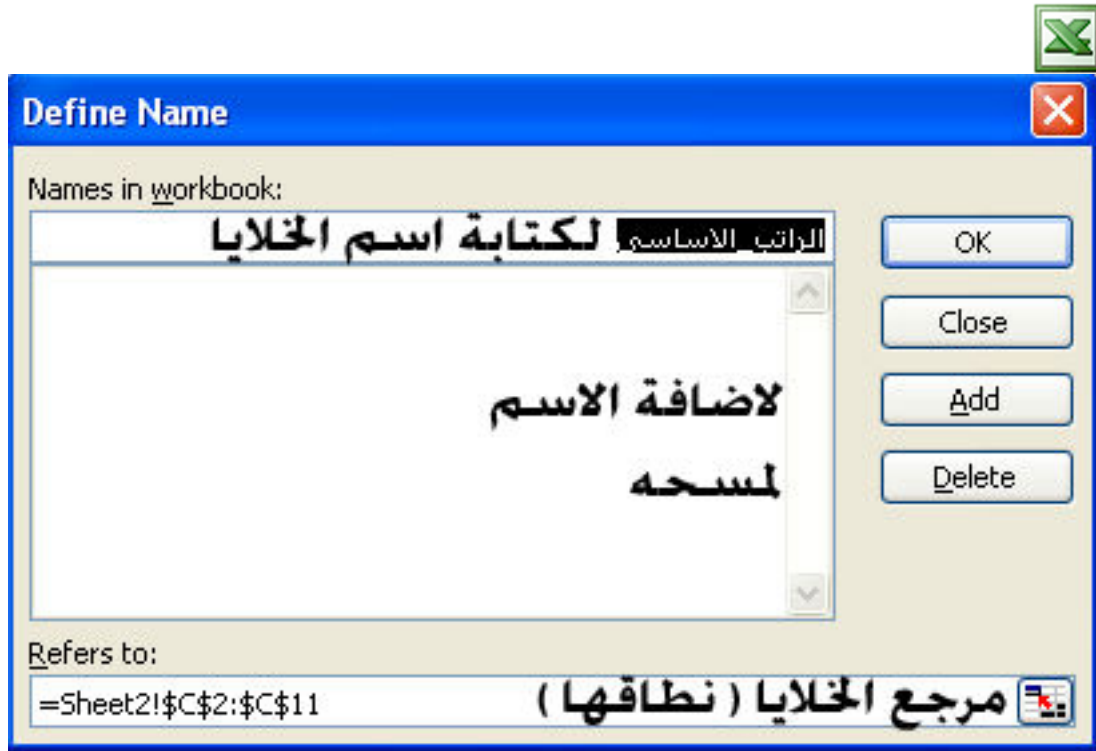 Define Name
Names in workbook:
الراتب_الاساسي لكتابة اسم الخلايا
OK
Close
لاضافة الاسم Add
لمسحه Delete
Refers to:
=Sheet2!$C$2:$C$11 مرجع الخلايا ( نطاقها )